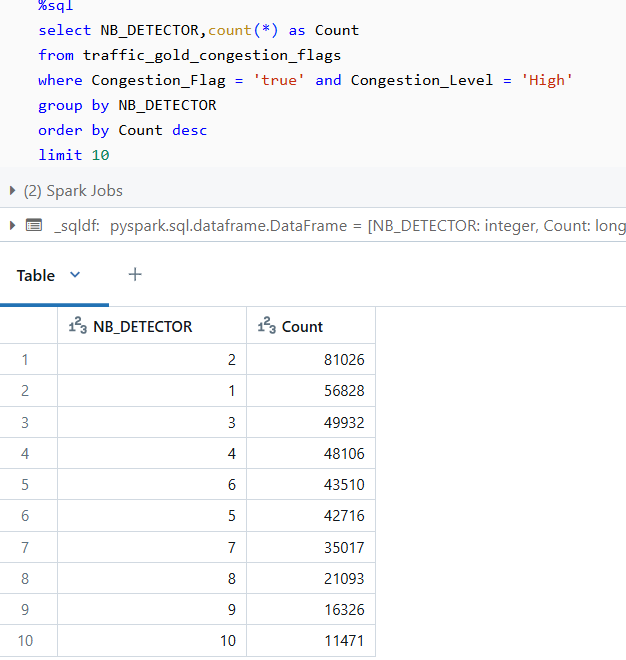 %sql
select NB_DETECTOR,count(*) as Count
from traffic_gold_congestion_flags
where Congestion_Flag = 'true' and Congestion_Level = 'High'
group by NB_DETECTOR
order by Count desc
limit 10
(2) Spark Jobs
_sqldf: pyspark.sql.dataframe.DataFrame = [NB_DETECTOR: integer, Count: long
Table +
123 NB_DETECTOR 123 Count
1 2 81026
2 1 56828
3 3 49932
4 4 48106
5 6 43510
6 5 42716
7 7 35017
8 8 21093
9 9 16326
10 10 11471